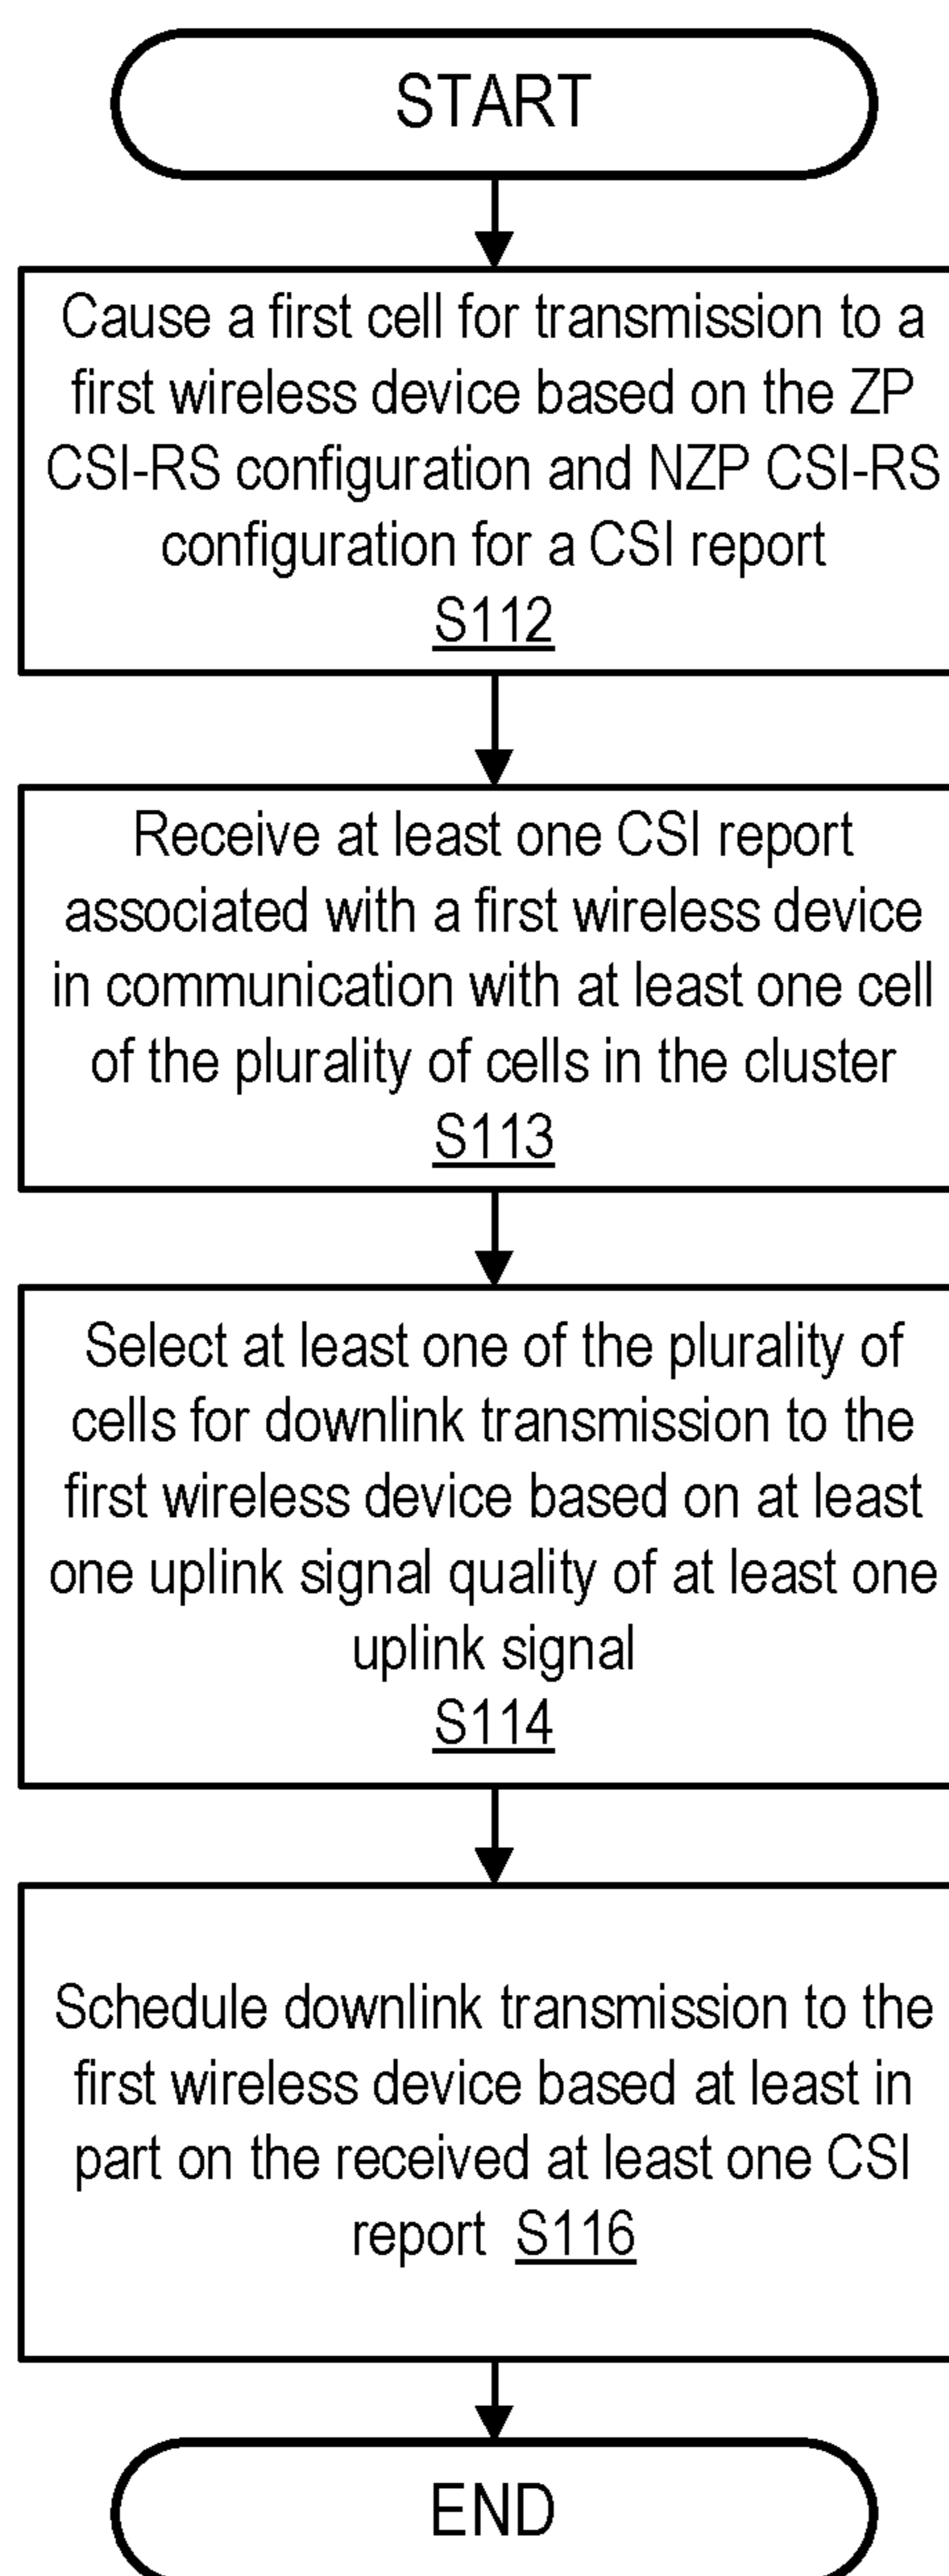 START
Cause a first cell for transmission to a
first wireless device based on the ZP
CSI-RS configuration and NZP CSI-RS
configuration for a CSI report
S112
Receive at least one CSI report
associated with a first wireless device
in communication with at least one cell
of the plurality of cells in the cluster
S113
Select at least one of the plurality of
cells for downlink transmission to the
first wireless device based on at least
one uplink signal quality of at least one
uplink signal
S114
Schedule downlink transmission to the
first wireless device based at least in
part on the received at least one CSI
report S116
END